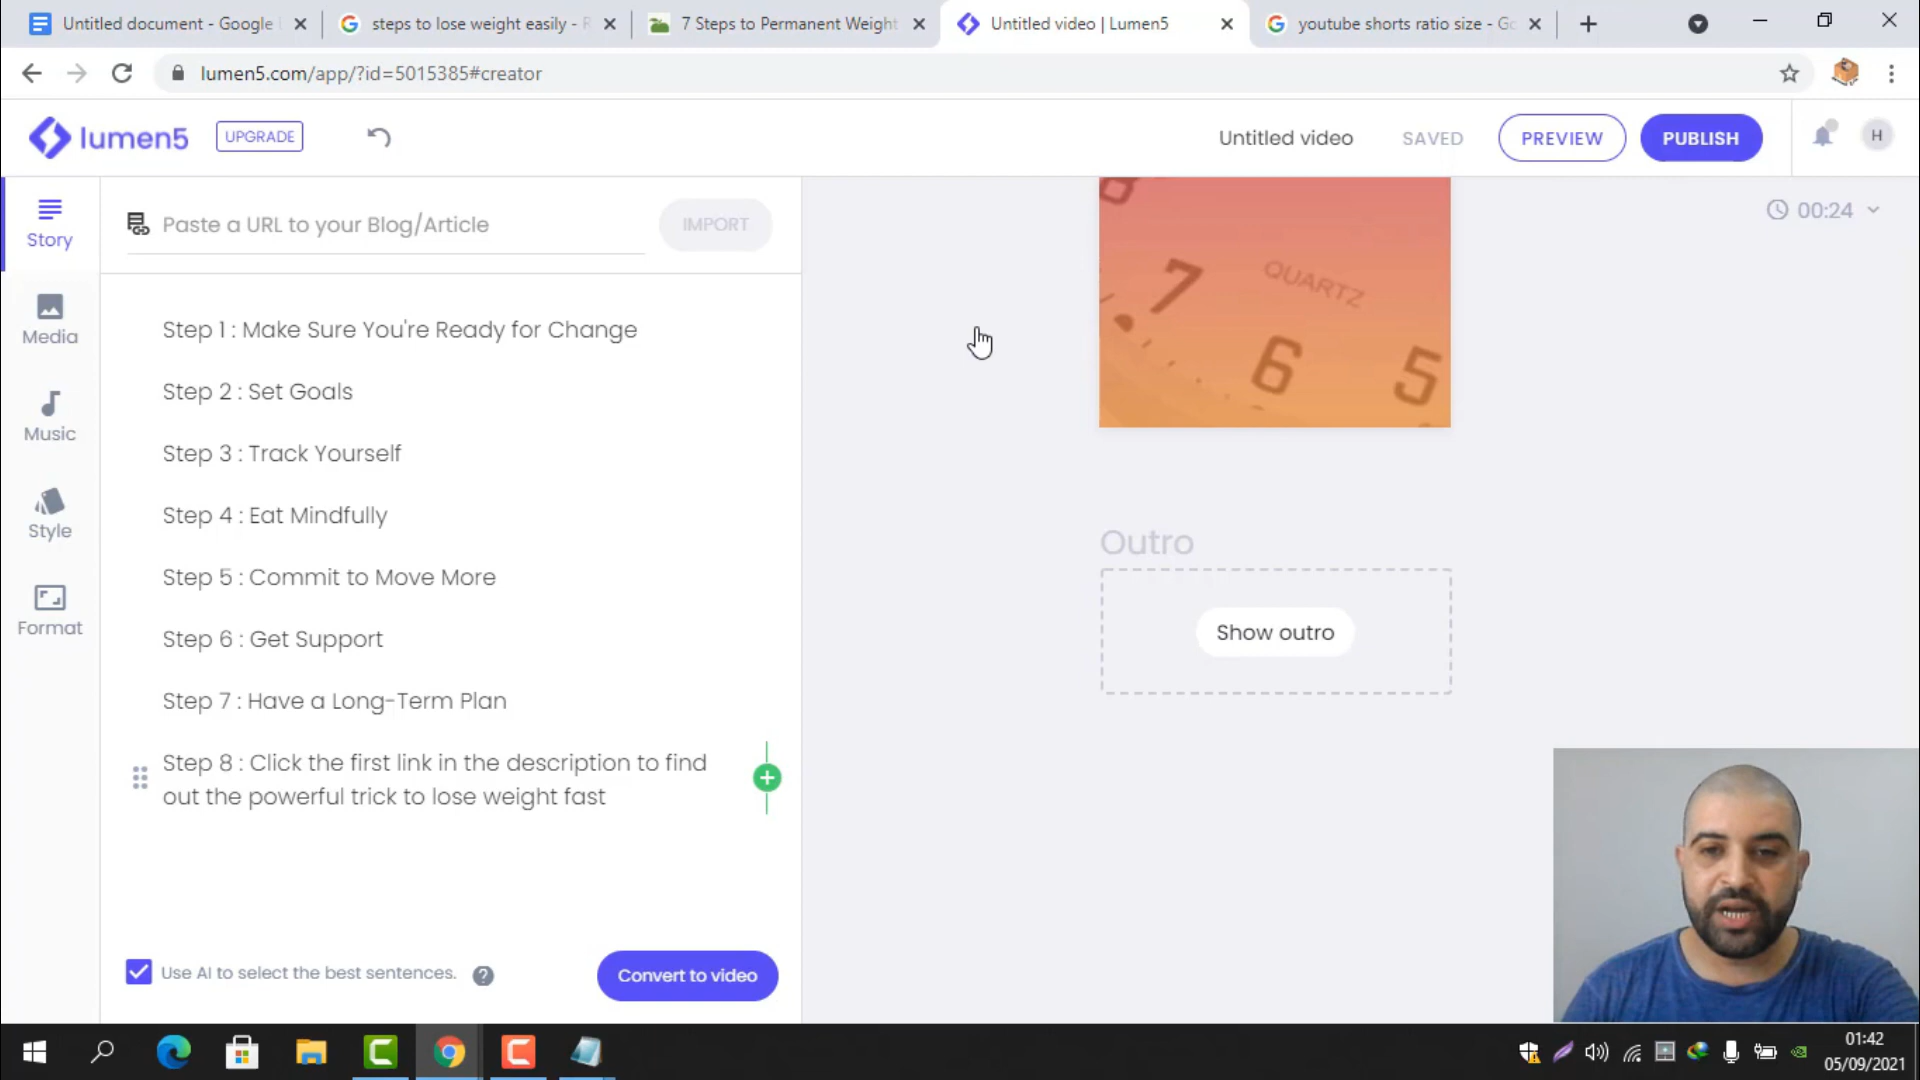 Untitled document - Google
steps to lose weight easily - R
7 Steps to Permanent Weight
Untitled video | Lumen5
youtube shorts ratio size - Go
lumen5.com/app/?id=5015385#creator
lumen5
UPGRADE
Untitled video
SAVED
PREVIEW
PUBLISH
H
Story
Paste a URL to your Blog/Article
IMPORT
8
7
QUARTZ
6
5
00:24
Media
Music
Style
Format
Step 1 : Make Sure You're Ready for Change
Step 2 : Set Goals
Step 3 : Track Yourself
Step 4 : Eat Mindfully
Step 5 : Commit to Move More
Step 6 : Get Support
Step 7 : Have a Long-Term Plan
Step 8 : Click the first link in the description to find
out the powerful trick to lose weight fast
Outro
Show outro
Use AI to select the best sentences.
?
Convert to video
01:42
05/09/2021